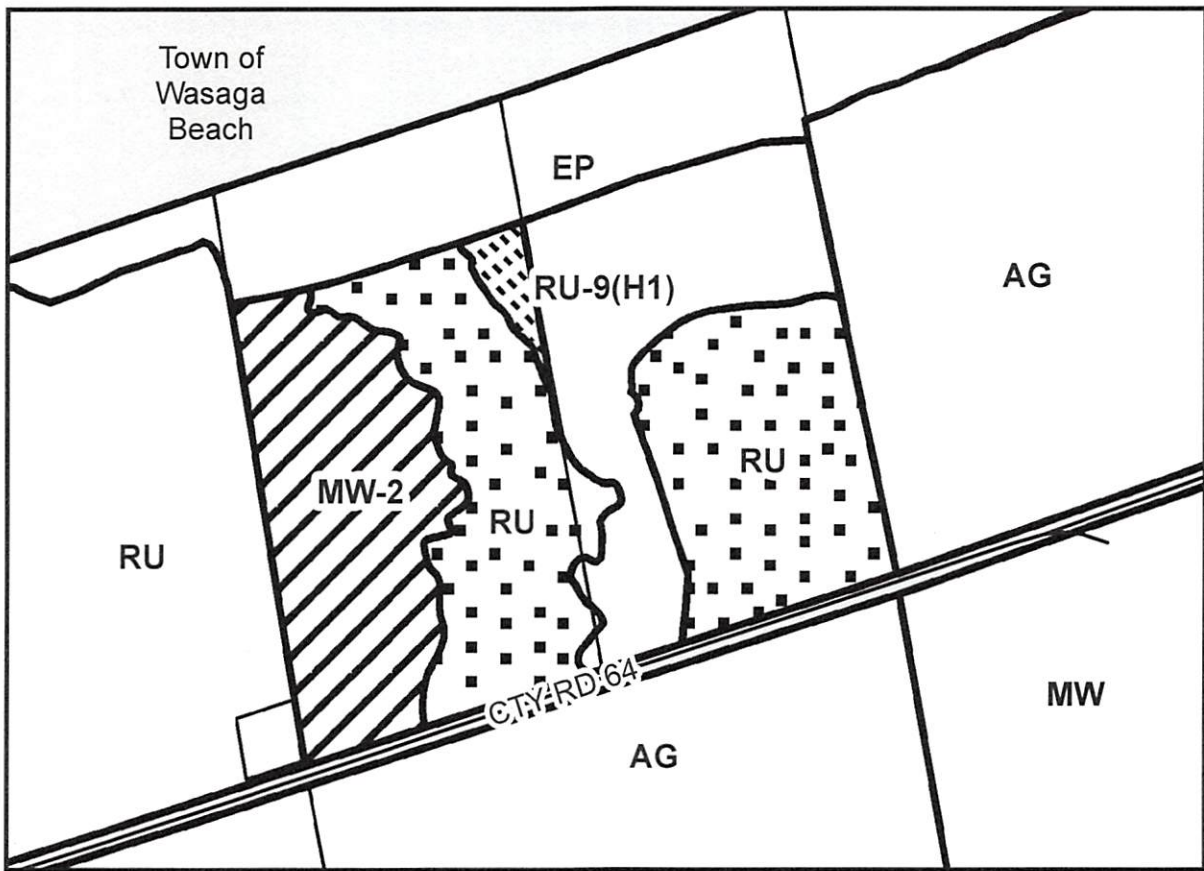 Town of
Wasaga
Beach
EP
RU-9(H1)
AG
RU
MW-2
RU
RU
CTY RD 64
MW
AG